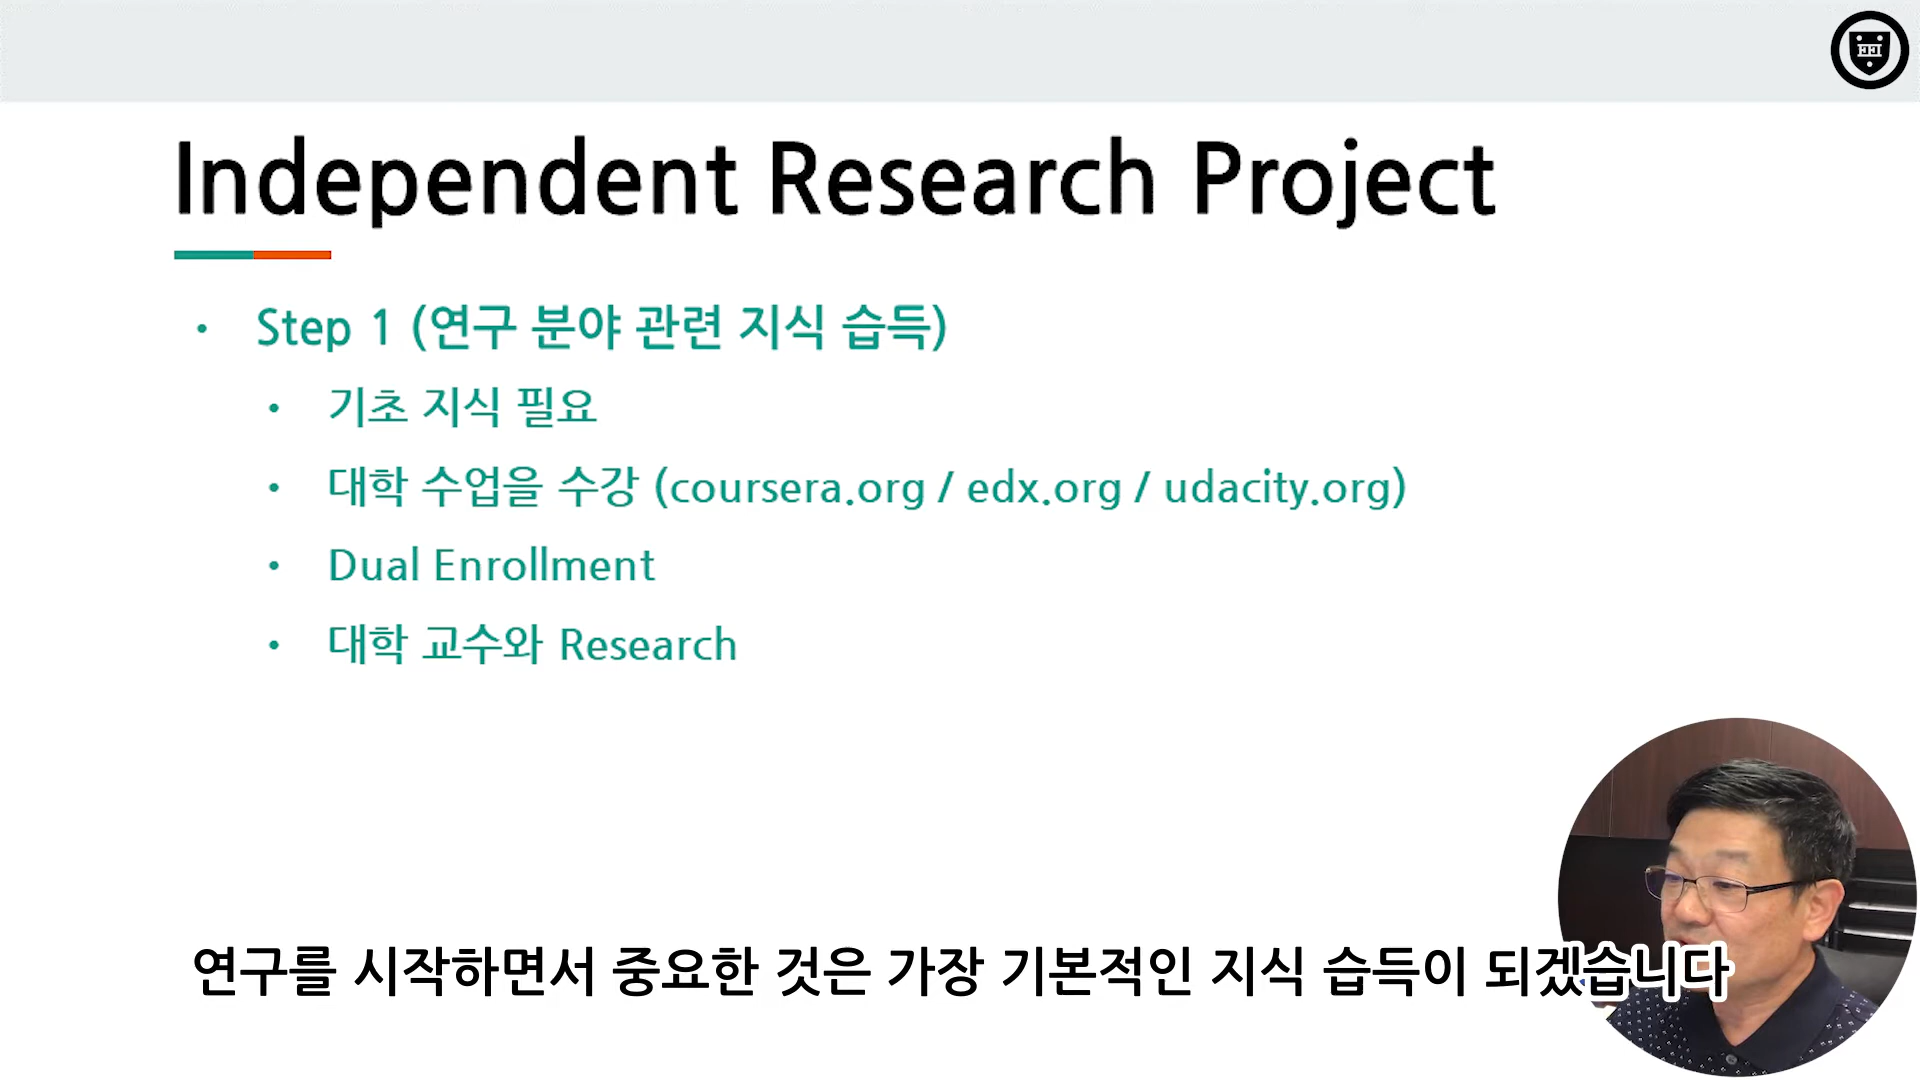 EEI
Independent Research Project
• Step 1 (연구 분야 관련 지식 습득)
• 기초 지식 필요
• 대학 수업을 수강 (coursera.org / edx.org / udacity.org)
• Dual Enrollment
• 대학 교수와 Research
연구를 시작하면서 중요한 것은 가장 기본적인 지식 습득이 되겠습니다